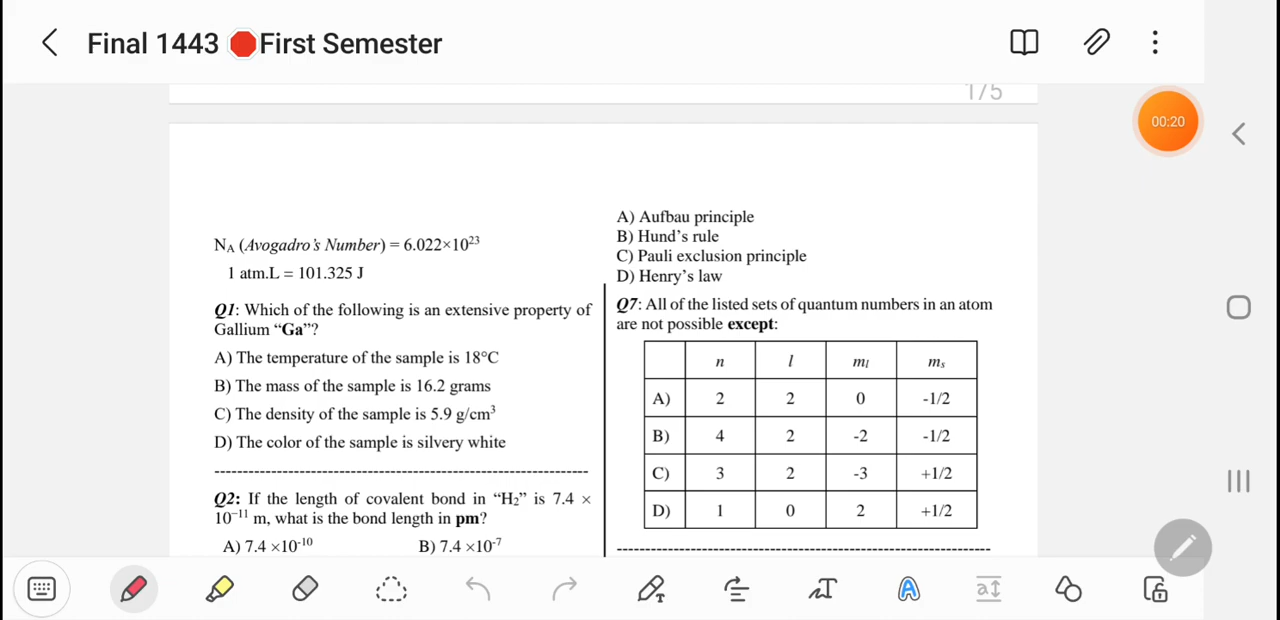 Final 1443 🛑First Semester
00:20
1/5
N_A (Avogadro's Number) = 6.022×10²³
1 atm.L = 101.325 J
Q1: Which of the following is an extensive property of
Gallium “Ga”?
A) The temperature of the sample is 18°C
B) The mass of the sample is 16.2 grams
C) The density of the sample is 5.9 g/cm³
D) The color of the sample is silvery white
Q2: If the length of covalent bond in “H₂” is 7.4 ×
10⁻¹¹ m, what is the bond length in pm?
A) 7.4 ×10⁻¹⁰ B) 7.4 ×10⁻⁷
A) Aufbau principle
B) Hund’s rule
C) Pauli exclusion principle
D) Henry’s law
Q7: All of the listed sets of quantum numbers in an atom
are not possible except:
n l mₗ mₛ
A) 2 2 0 -1/2
B) 4 2 -2 -1/2
C) 3 2 -3 +1/2
D) 1 0 2 +1/2